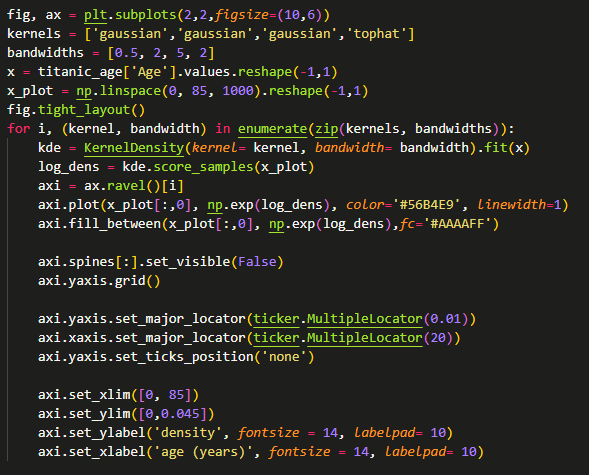 fig, ax = plt.subplots(2,2,figsize=(10,6))
kernels = ['gaussian','gaussian','gaussian','tophat']
bandwidths = [0.5, 2, 5, 2]
x = titanic_age['Age'].values.reshape(-1,1)
x_plot = np.linspace(0, 85, 1000).reshape(-1,1)
fig.tight_layout()
for i, (kernel, bandwidth) in enumerate(zip(kernels, bandwidths)):
    kde = KernelDensity(kernel= kernel, bandwidth= bandwidth).fit(x)
    log_dens = kde.score_samples(x_plot)
    axi = ax.ravel()[i]
    axi.plot(x_plot[:,0], np.exp(log_dens), color='#56B4E9', linewidth=1)
    axi.fill_between(x_plot[:,0], np.exp(log_dens),fc='#AAAAFF')

    axi.spines[:].set_visible(False)
    axi.yaxis.grid()

    axi.yaxis.set_major_locator(ticker.MultipleLocator(0.01))
    axi.xaxis.set_major_locator(ticker.MultipleLocator(20))
    axi.yaxis.set_ticks_position('none')

    axi.set_xlim([0, 85])
    axi.set_ylim([0,0.045])
    axi.set_ylabel('density', fontsize = 14, labelpad= 10)
    axi.set_xlabel('age (years)', fontsize = 14, labelpad= 10)